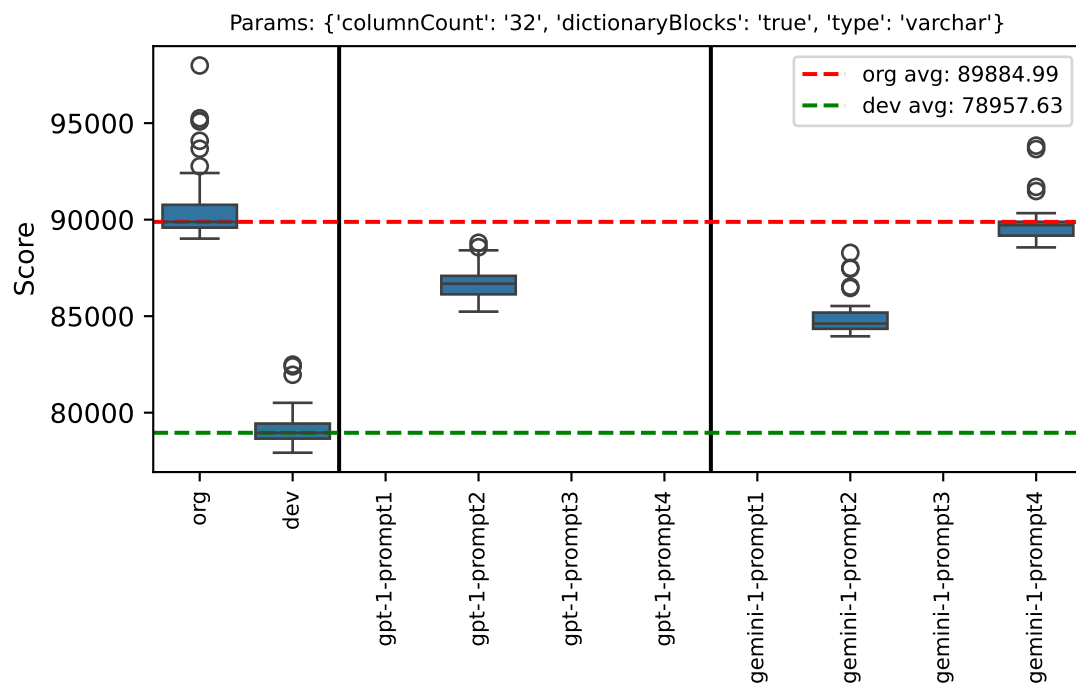 Params: {'columnCount': '32', 'dictionaryBlocks': 'true', 'type': 'varchar'}
org avg: 89884.99
dev avg: 78957.63
Score
95000
90000
85000
80000
org
dev
gpt-1-prompt1
gpt-1-prompt2
gpt-1-prompt3
gpt-1-prompt4
gemini-1-prompt1
gemini-1-prompt2
gemini-1-prompt3
gemini-1-prompt4